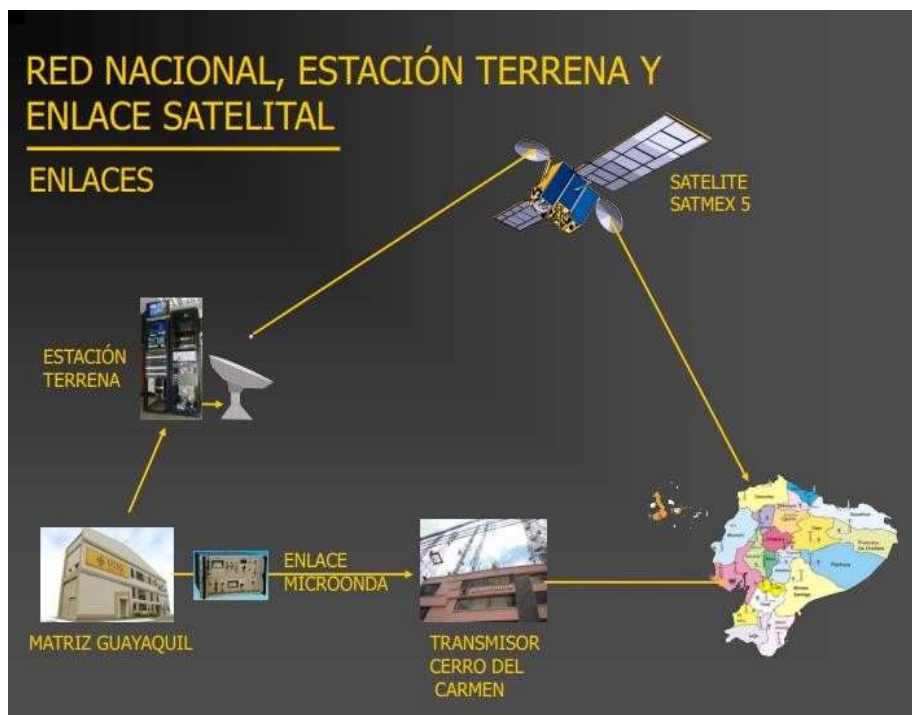 RED NACIONAL, ESTACIÓN TERRENA Y
ENLACE SATELITAL
ENLACES
SATELITE
SATMEX 5
ESTACIÓN
TERRENA
ENLACE
MICROONDA
MATRIZ GUAYAQUIL
TRANSMISOR
CERRO DEL
CARMEN
Pastaza